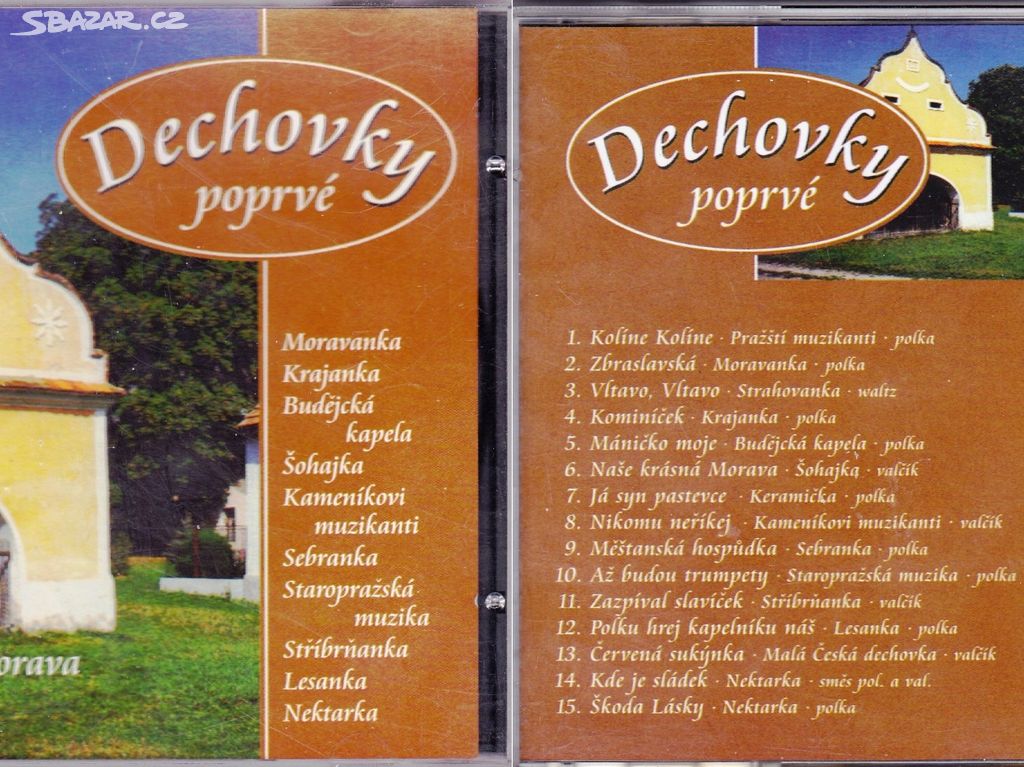 SBAZAR.CZ
Dechovky
poprvé
Moravanka
Krajanka
Budějcká
kapela
Šohajka
Kameníkovi
muzikanti
Sebranka
Staropražská
muzika
Stříbrňanka
Lesanka
Nektarka
orava
Dechovky
poprvé
1. Kolíne Kolíne · Pražští muzikanti · polka
2. Zbraslavská · Moravanka · polka
3. Vltavo, Vltavo · Strahovanka · waltz
4. Kominíček · Krajanka · polka
5. Máničko moje · Budějcká kapela · polka
6. Naše krásná Morava · Šohajka · valčík
7. Já syn pastevce · Keramička · polka
8. Nikomu neříkej · Kameníkovi muzikanti · valčík
9. Měštanská hospůdka · Sebranka · polka
10. Až budou trumpety · Staropražská muzika · polka
11. Zazpíval slavíček · Stříbrňanka · valčík
12. Polku hrej kapelníku náš · Lesanka · polka
13. Červená sukýnka · Malá Česká dechovka · valčík
14. Kde je sládek · Nektarka · směs pol. a val.
15. Škoda Lásky · Nektarka · polka